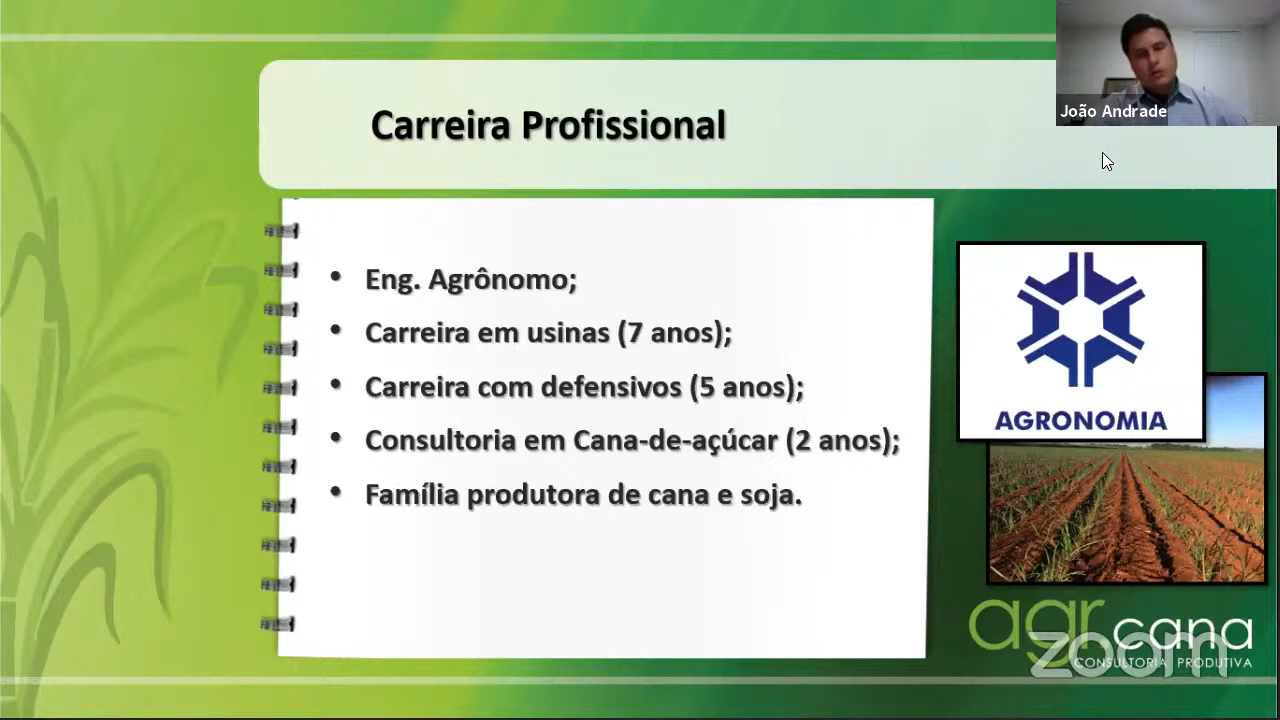 João Andrade
Carreira Profissional
• Eng. Agrônomo;
• Carreira em usinas (7 anos);
• Carreira com defensivos (5 anos);
• Consultoria em Cana-de-açúcar (2 anos);
• Família produtora de cana e soja.
AGRONOMIA
agrcana
zoom
CONSULTORIA PRODUTIVA